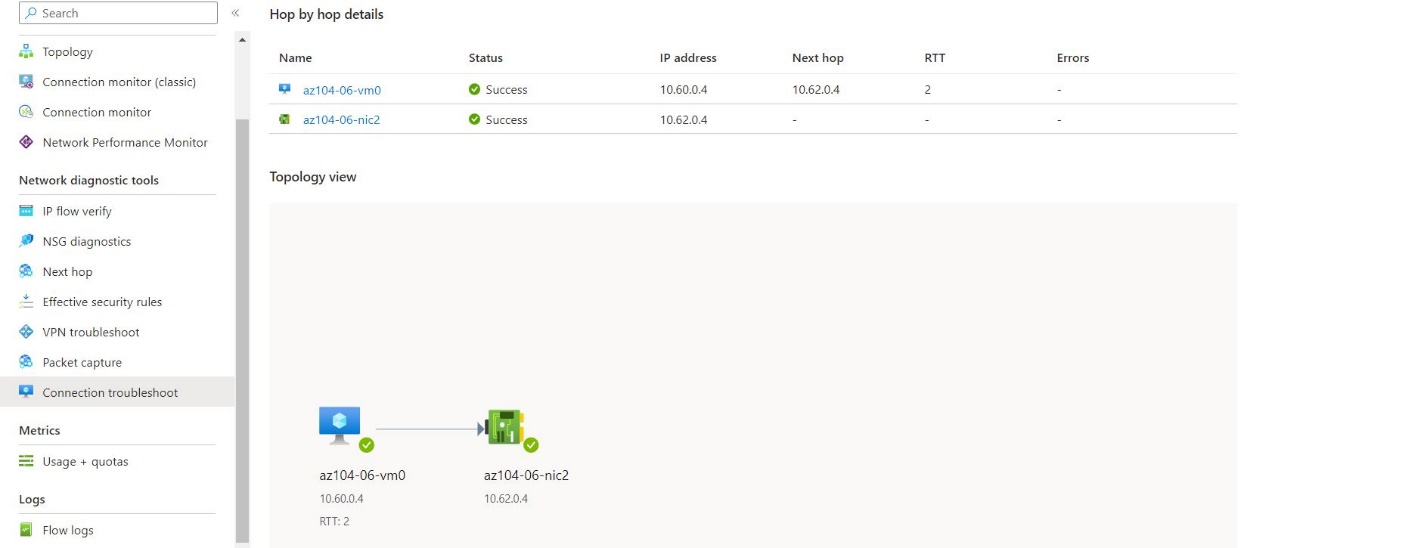 Search
«
Topology
Connection monitor (classic)
Connection monitor
Network Performance Monitor
Network diagnostic tools
IP flow verify
NSG diagnostics
Next hop
Effective security rules
VPN troubleshoot
Packet capture
Connection troubleshoot
Metrics
Usage + quotas
Logs
Flow logs
Hop by hop details
Name Status IP address Next hop RTT Errors
az104-06-vm0 Success 10.60.0.4 10.62.0.4 2 -
az104-06-nic2 Success 10.62.0.4 - - -
Topology view
az104-06-vm0 az104-06-nic2
10.60.0.4 10.62.0.4
RTT: 2